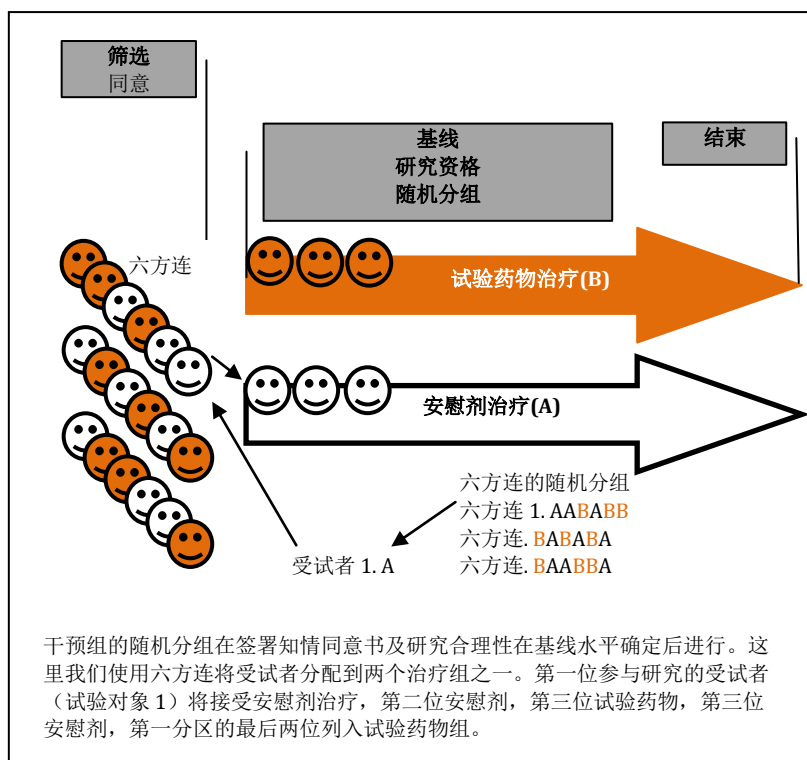 筛选
同意
基线
研究资格
随机分组
结束
六方连
试验药物治疗(B)
安慰剂治疗(A)
六方连的随机分组
六方连 1. AABABB
六方连. BABABA
六方连. BAABBA
受试者 1. A
干预组的随机分组在签署知情同意书及研究合理性在基线水平确定后进行。这
里我们使用六方连将受试者分配到两个治疗组之一。第一位参与研究的受试者
（试验对象 1）将接受安慰剂治疗，第二位安慰剂，第三位试验药物，第三位
安慰剂，第一分区的最后两位列入试验药物组。